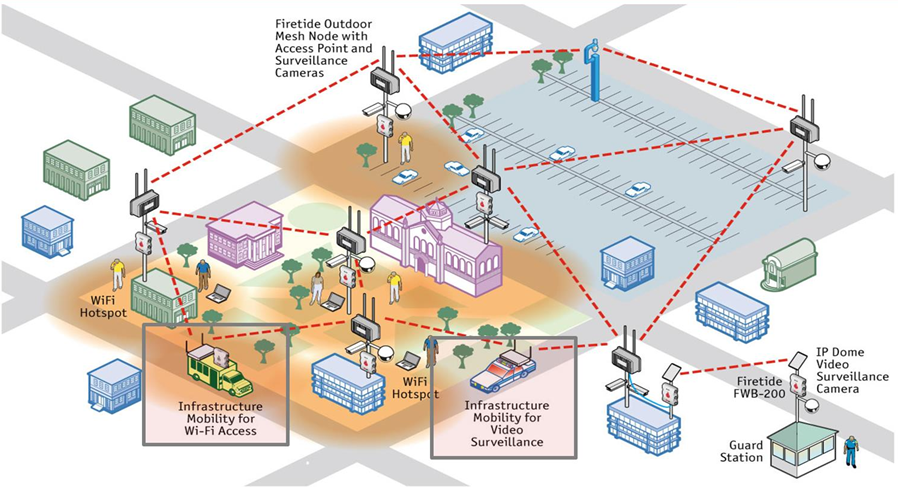 Firetide Outdoor
Mesh Node with
Access Point and
Surveillance
Cameras
WiFi
Hotspot
Infrastructure
Mobility for
Wi-Fi Access
WiFi
Hotspot
Infrastructure
Mobility for
Video
Surveillance
IP Dome
Video
Surveillance
Camera
Firetide
FWB-200
Guard
Station